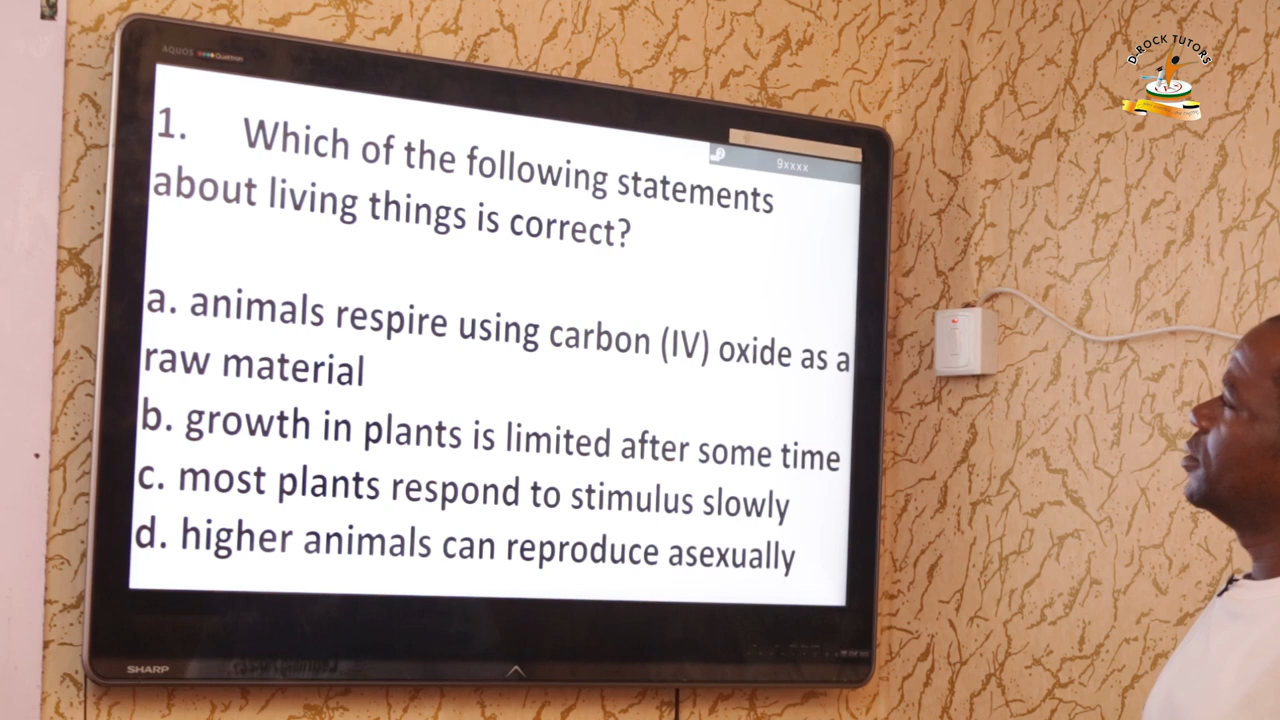 D-ROCK TUTORS
AQUOS Quattron
9xxxx
1. Which of the following statements
about living things is correct?
a. animals respire using carbon (IV) oxide as a
raw material
b. growth in plants is limited after some time
c. most plants respond to stimulus slowly
d. higher animals can reproduce asexually
SHARP